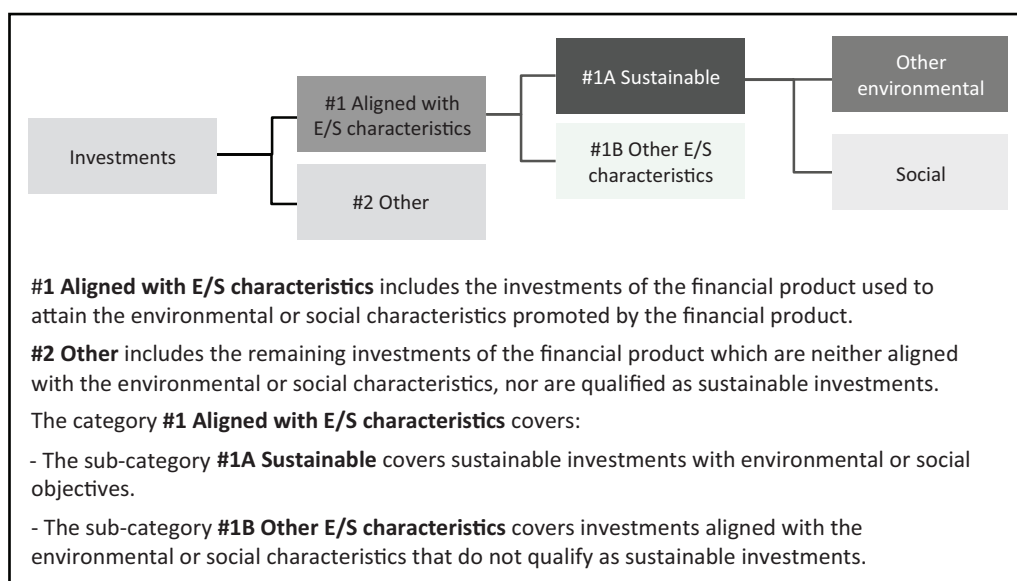 Investments
#1 Aligned with
E/S characteristics
#2 Other
#1A Sustainable
#1B Other E/S
characteristics
Other
environmental
Social
#1 Aligned with E/S characteristics includes the investments of the financial product used to
attain the environmental or social characteristics promoted by the financial product.
#2 Other includes the remaining investments of the financial product which are neither aligned
with the environmental or social characteristics, nor are qualified as sustainable investments.
The category #1 Aligned with E/S characteristics covers:
- The sub-category #1A Sustainable covers sustainable investments with environmental or social
objectives.
- The sub-category #1B Other E/S characteristics covers investments aligned with the
environmental or social characteristics that do not qualify as sustainable investments.